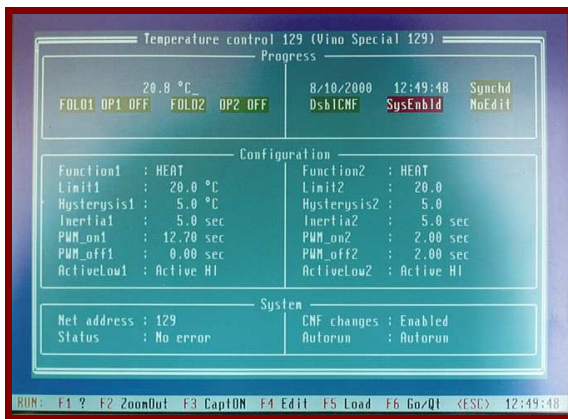 Temperature control 129 (Vino Special 129)
Progress
20.8 °C_ 8/10/2000 12:49:48 Synchd
FOLO1 OP1 OFF FOLO2 OP2 OFF DsblCNF SysEnbld NoEdit
Configuration
Function1 : HEAT Function2 : HEAT
Limit1 : 20.0 °C Limit2 : 20.0
Hysterysis1 : 5.0 °C Hysterysis2 : 5.0
Inertia1 : 5.0 sec Inertia2 : 5.0 sec
PWM_on1 : 12.70 sec PWM_on2 : 2.00 sec
PWM_off1 : 0.00 sec PWM_off2 : 2.00 sec
ActiveLow1 : Active HI ActiveLow2 : Active HI
System
Net address : 129 CNF changes : Enabled
Status : No error Autorun : Autorun
RUN: F1 ? F2 ZoomOut F3 CaptON F4 Edit F5 Load F6 Go/Qt <ESC> 12:49:48